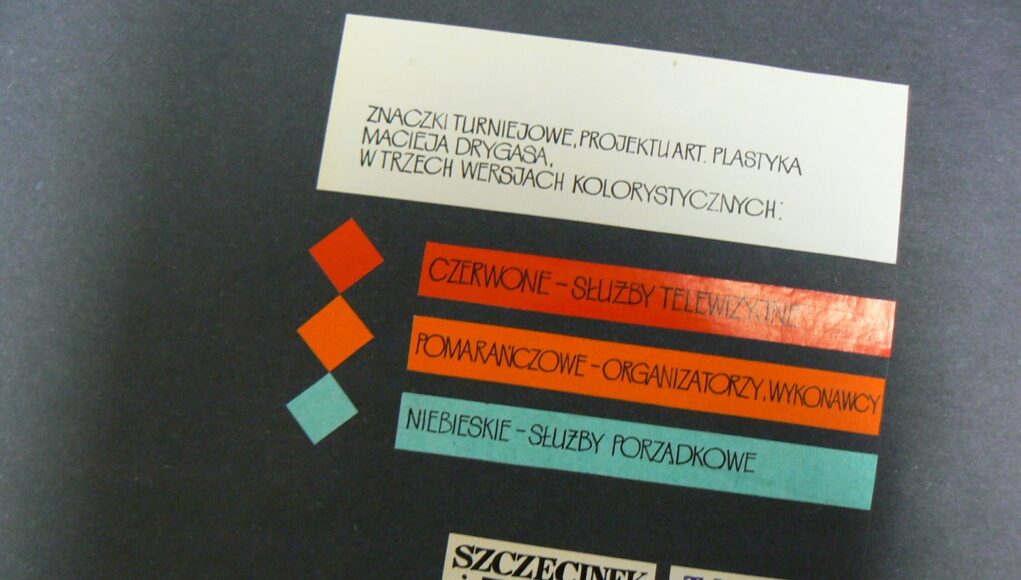 ZNACZKI TURNIEJOWE, PROJEKTU ART. PLASTYKA
MACIEJA DRYGASA,
W TRZECH WERSJACH KOLORYSTYCZNYCH:
CZERWONE – SŁUŻBY TELEWIZYJNE
POMARAŃCZOWE – ORGANIZATORZY, WYKONAWCY
NIEBIESKIE – SŁUŻBY PORZĄDKOWE
SZCZECINEK